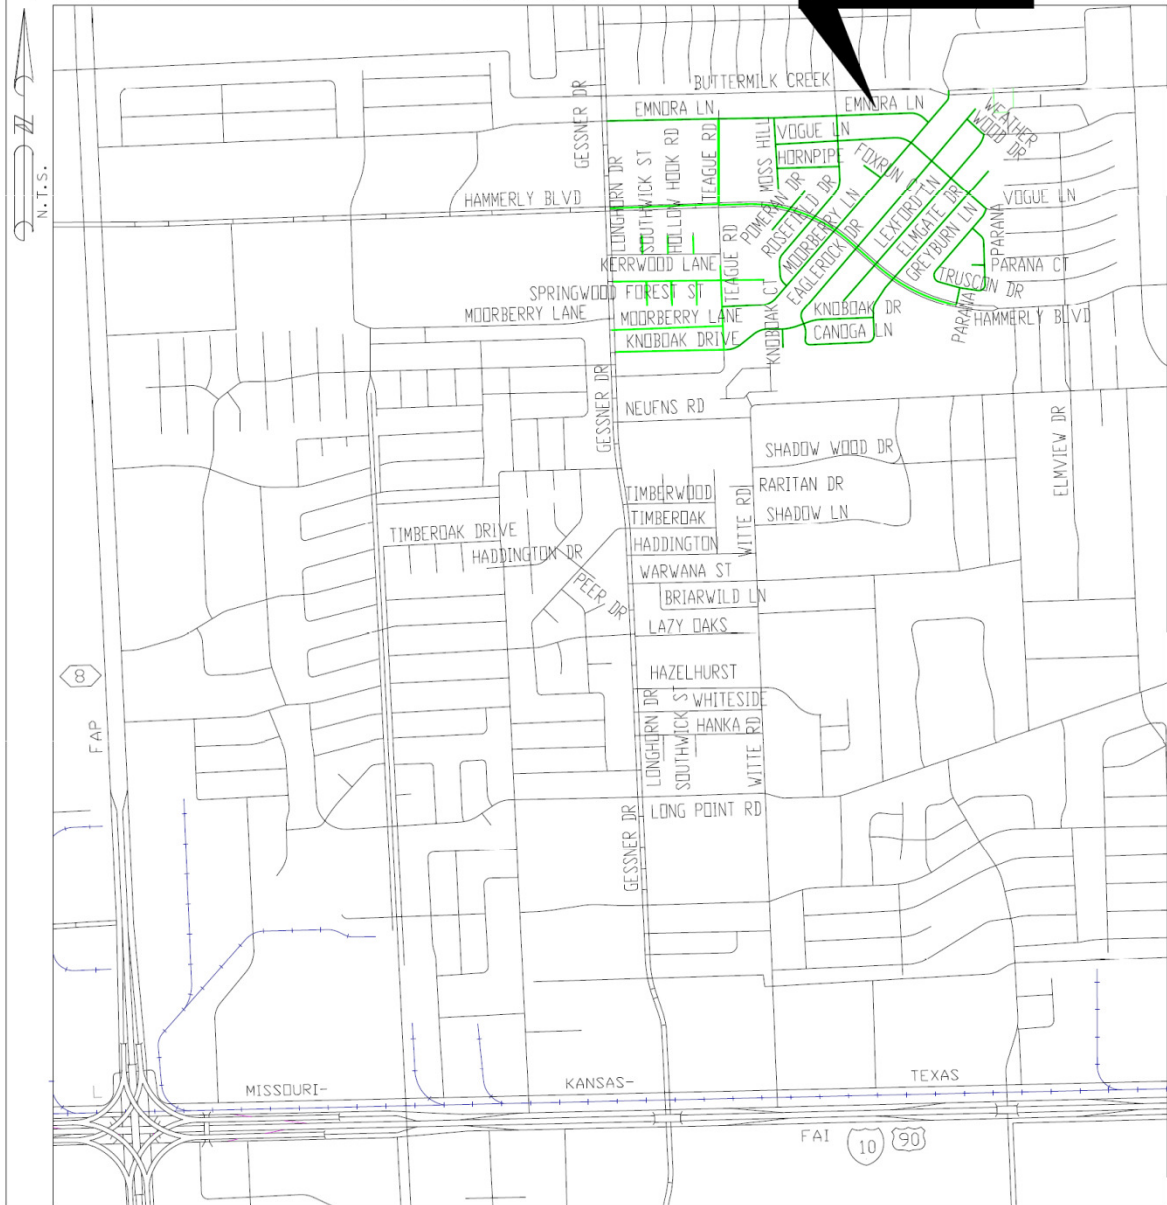 N
N.T.S.
BUTTERMILK CREEK
EMNORA LN
EMNORA LN
WEATHER
WOOD DR
GESSNER DR
VOGUE LN
HORNPIPE
MOSS HILL
FOXRUN
TEAGUE RD
HOLLOW HOOK RD
SOUTHWICK ST
LONGHORN DR
HAMMERLY BLVD
VOGUE LN
POMERAN DR
ROSEFIELD DR
MOORBERRY LN
EAGLEROCK DR
LEXFORD LN
ELMGATE DR
GREYBURN LN
PARANA
PARANA CT
TRUSCON DR
KERRWOOD LANE
TEAGUE RD
SPRINGWOOD FOREST ST
MOORBERRY LANE
MOORBERRY LANE
KNOBOAK DR
PARANA
HAMMERLY BLVD
KNOBOAK DRIVE
KNOBOAK CT
CANOGA LN
GESSNER DR
NEUENS RD
ELMVIEW DR
SHADOW WOOD DR
TIMBERWOOD
RARITAN DR
WITTE RD
TIMBEROAK
SHADOW LN
TIMBEROAK DRIVE
HADDINGTON DR
HADDINGTON
PEER DR
WARWANA ST
BRIARWILD LN
LAZY OAKS
8
FAP
HAZELHURST
LONGHORN DR
SOUTHWICK ST
WHITESIDE
HANKA
WITTE RD
GESSNER DR
LONG POINT RD
L
MISSOURI-
KANSAS-
TEXAS
FAI
10
90